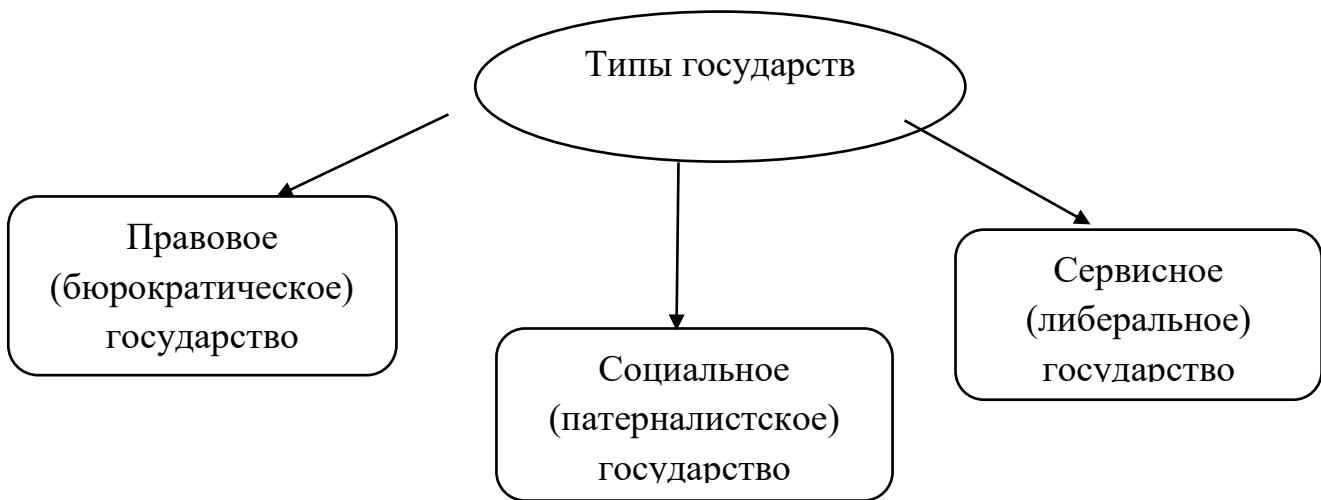 Типы государств
Правовое
(бюрократическое)
государство
Социальное
(патерналистское)
государство
Сервисное
(либеральное)
государство